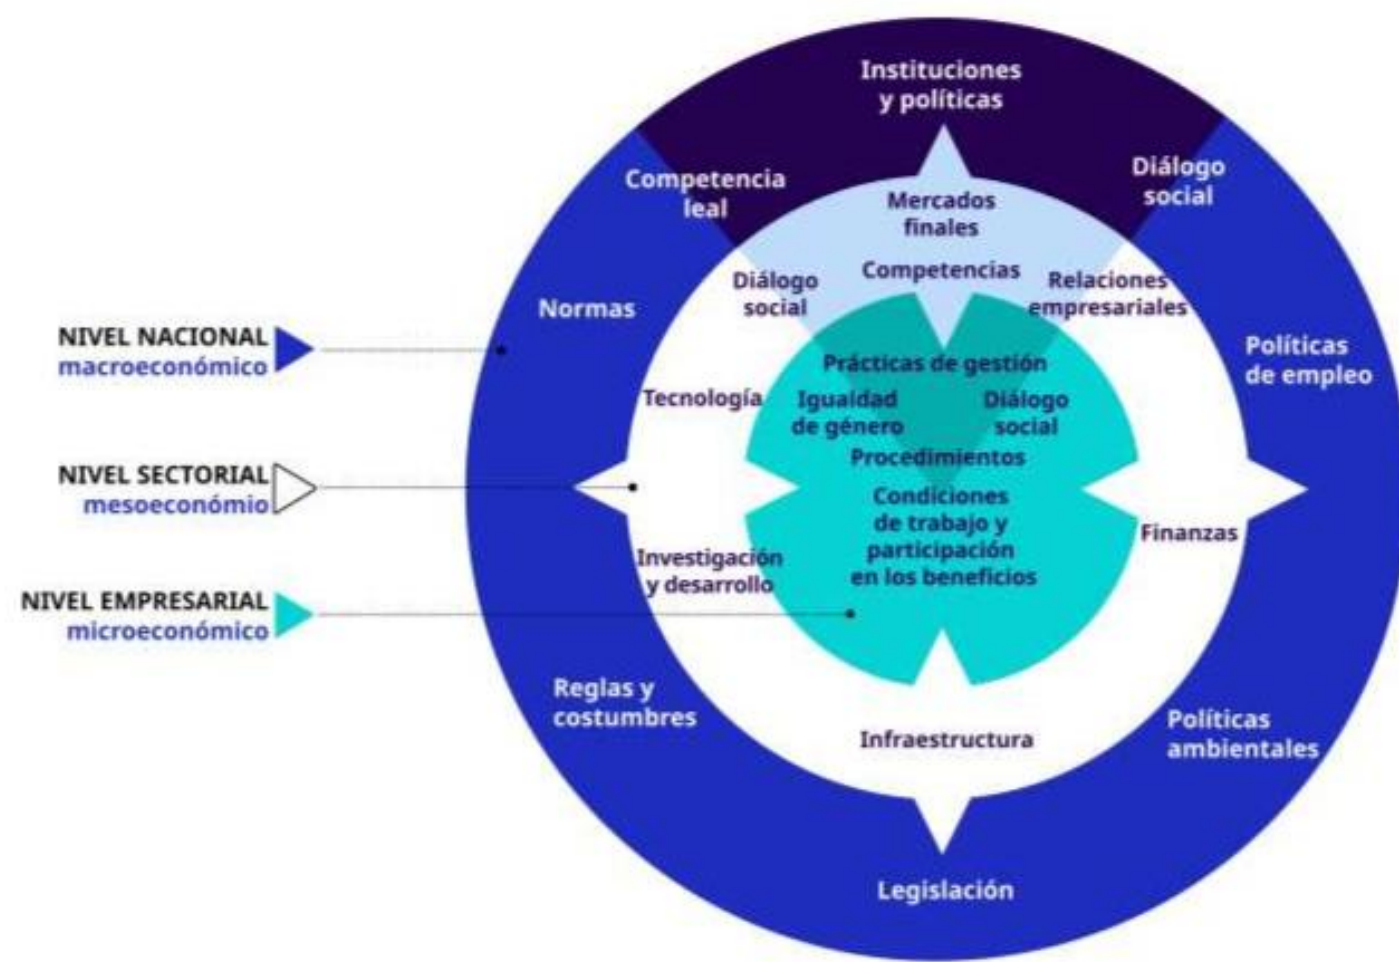 Instituciones
y políticas
Competencia
leal
Diálogo
social
Mercados
finales
Competencias
Diálogo
social
Relaciones
empresariales
Normas
NIVEL NACIONAL
macroeconómico
Políticas
de empleo
Prácticas de gestión
Tecnología
Igualdad
de género
Diálogo
social
Procedimientos
NIVEL SECTORIAL
mesoeconómio
Condiciones
de trabajo y
participación
en los beneficios
Finanzas
Investigación
y desarrollo
NIVEL EMPRESARIAL
microeconómico
Reglas y
costumbres
Infraestructura
Políticas
ambientales
Legislación